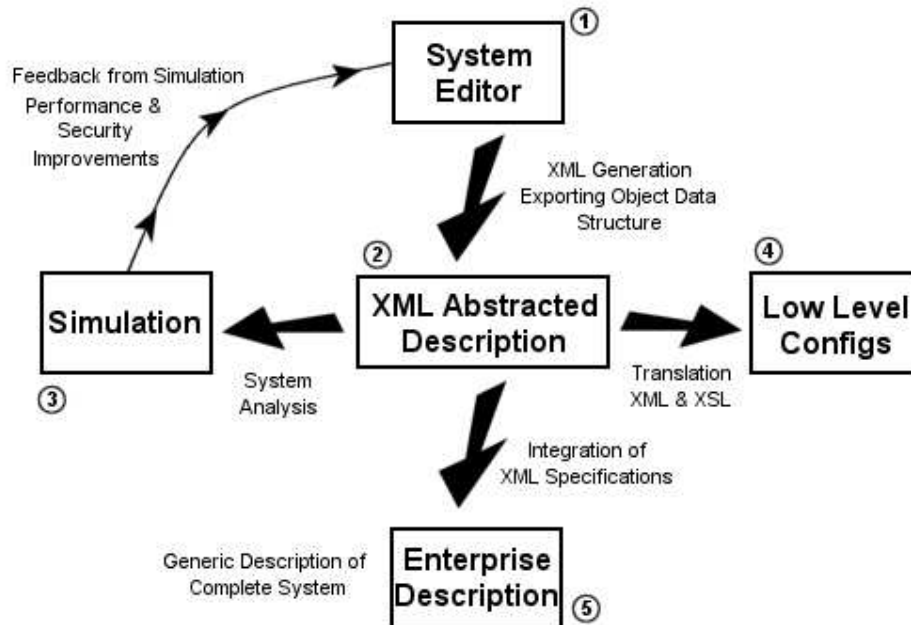 ①
System
Editor
Feedback from Simulation
Performance &
Security
Improvements
XML Generation
Exporting Object Data
Structure
②
XML Abstracted
Description
④
Low Level
Configs
Simulation
③
System
Analysis
Translation
XML & XSL
Integration of
XML Specifications
Generic Description of
Complete System
Enterprise
Description
⑤